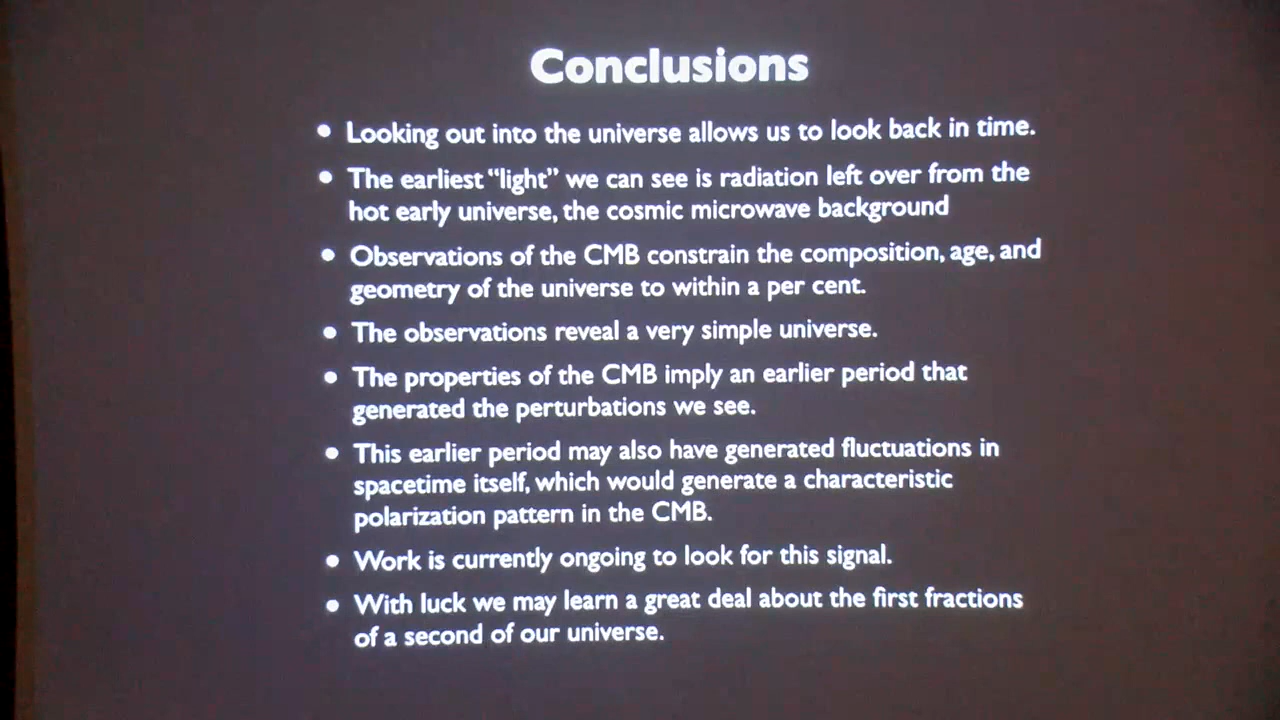 Conclusions
• Looking out into the universe allows us to look back in time.
• The earliest “light” we can see is radiation left over from the
hot early universe, the cosmic microwave background
• Observations of the CMB constrain the composition, age, and
geometry of the universe to within a per cent.
• The observations reveal a very simple universe.
• The properties of the CMB imply an earlier period that
generated the perturbations we see.
• This earlier period may also have generated fluctuations in
spacetime itself, which would generate a characteristic
polarization pattern in the CMB.
• Work is currently ongoing to look for this signal.
• With luck we may learn a great deal about the first fractions
of a second of our universe.